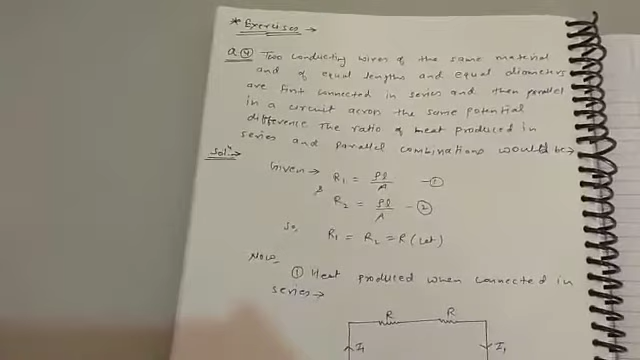 * Exercises →
Q ④ Two conducting wires of the same material
and of equal lengths and equal diameters
are first connected in series and then parallel
in a circuit across the same potential
difference The ratio of heat produced in
series and parallel combinations would be →
Solⁿ →
Given → R₁ = ρl/A — ①
&
R₂ = ρl/A — ②
So,
R₁ = R₂ = R (Let)
Now,
① Heat produced when connected in
series →
R R
I₁ I₁